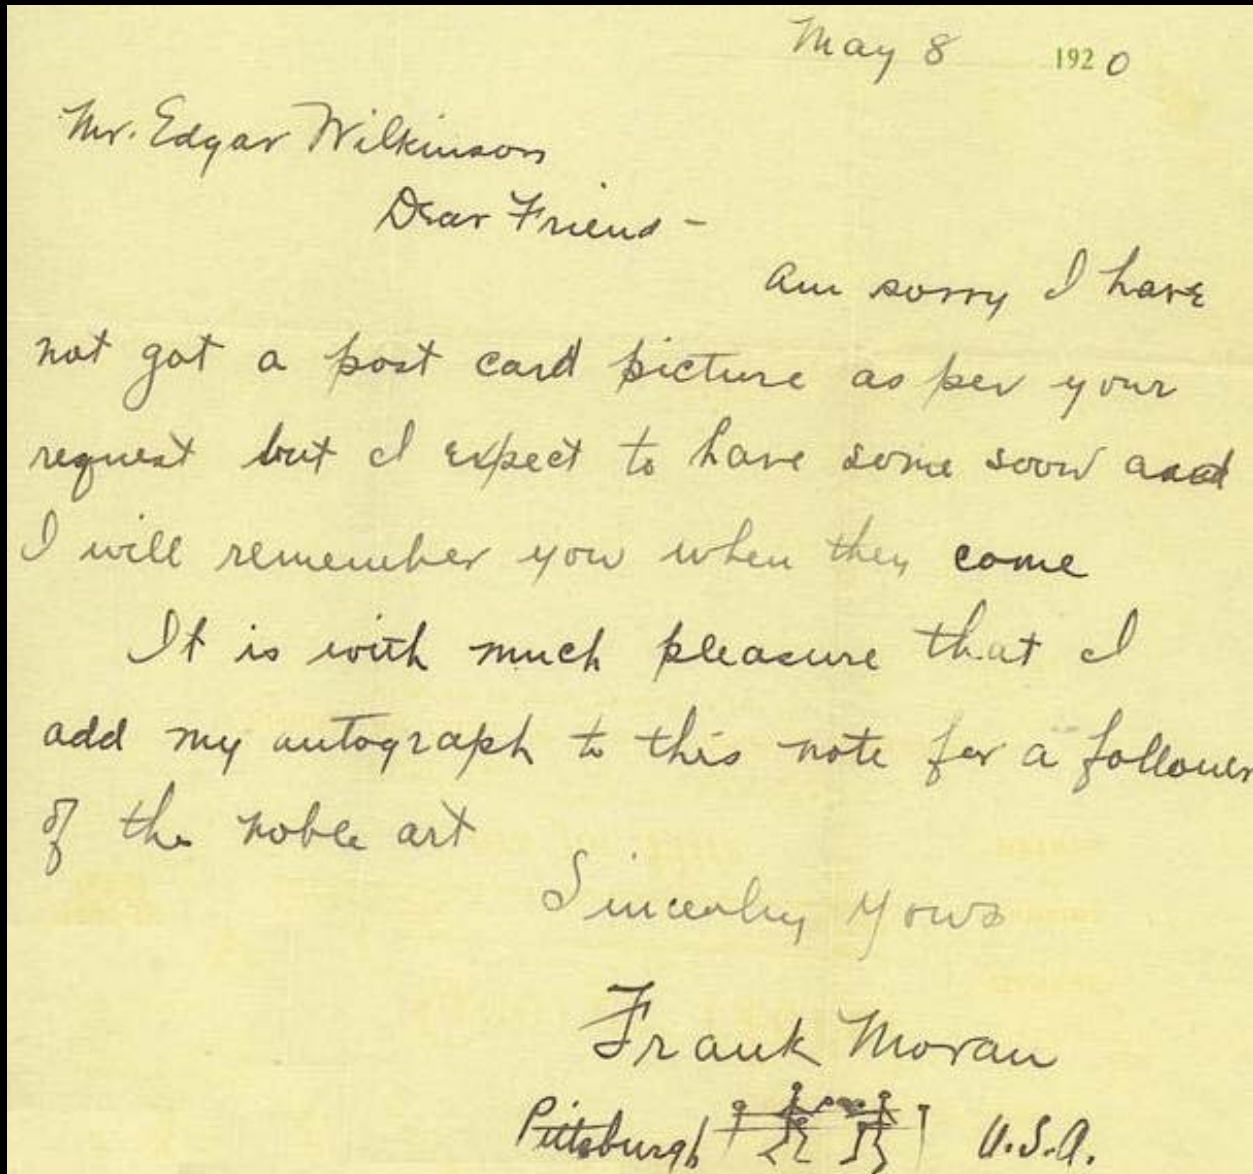 May 8 1920
Mr. Edgar Wilkinson
Dear Friend -
am sorry I have
not got a post card picture as per your
request but I expect to have some soon and
I will remember you when they come
It is with much pleasure that I
add my autograph to this note for a follower
of the noble art
Sincerely yours
Frank Moran
Pittsburgh U.S.A.